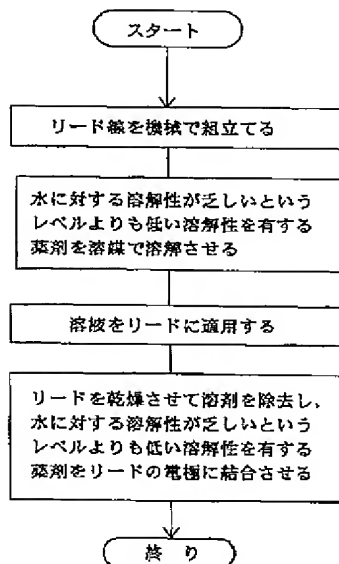 スタート
リード線を機械で組立てる
水に対する溶解性が乏しいという
レベルよりも低い溶解性を有する
薬剤を溶媒で溶解させる
溶液をリードに適用する
リードを乾燥させて溶剤を除去し、
水に対する溶解性が乏しいという
レベルよりも低い溶解性を有する
薬剤をリードの電極に結合させる
終り